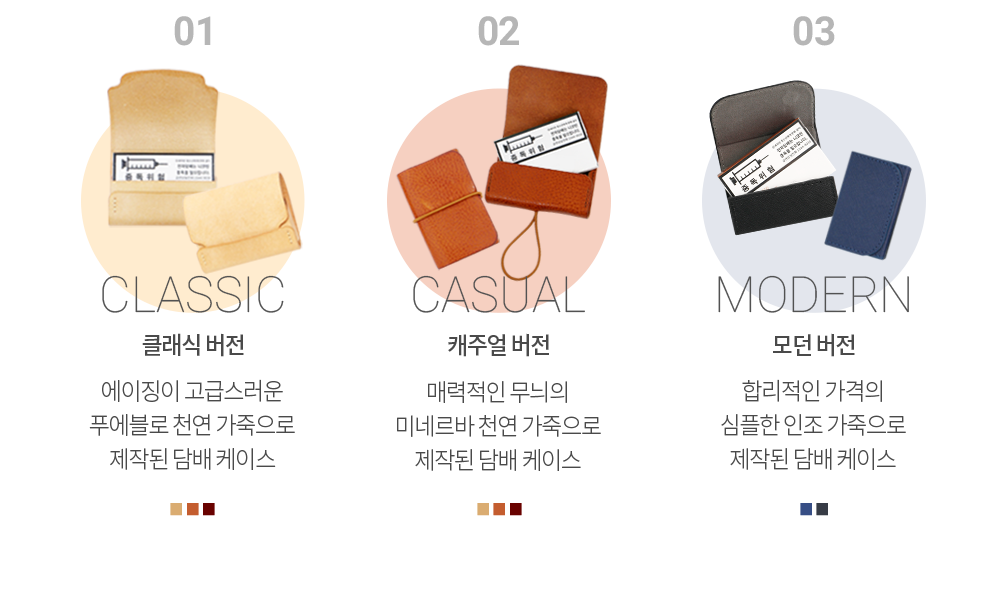 01
02
03
중독위험
중독위험
중독위험
CLASSIC
CASUAL
MODERN
클래식 버전
캐주얼 버전
모던 버전
에이징이 고급스러운
푸에블로 천연 가죽으로
제작된 담배 케이스
매력적인 무늬의
미네르바 천연 가죽으로
제작된 담배 케이스
합리적인 가격의
심플한 인조 가죽으로
제작된 담배 케이스